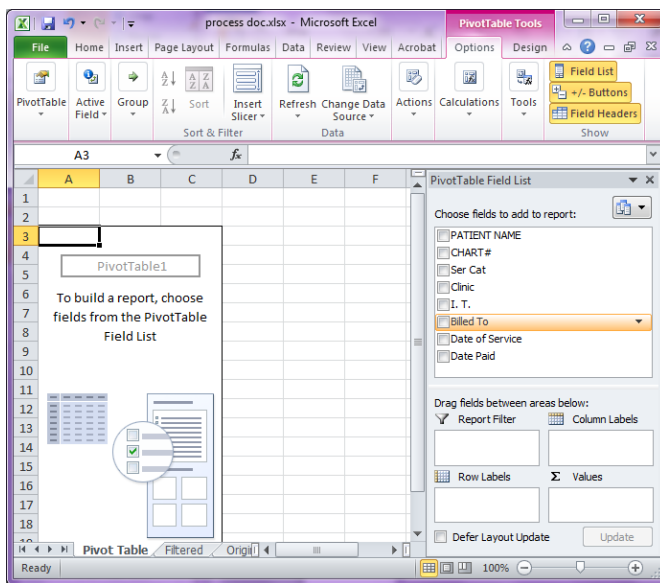 process doc.xlsx - Microsoft Excel
PivotTable Tools
File Home Insert Page Layout Formulas Data Review View Acrobat Options Design
PivotTable
Active Field
Group
Sort
Insert Slicer
Refresh
Change Data Source
Actions
Calculations
Tools
Field List
+/- Buttons
Field Headers
Sort & Filter
Data
Show
A3
fx
A B C D E F
PivotTable Field List
1
2
3
4
5
6
7
8
9
10
11
12
13
14
15
16
17
18
PivotTable1
To build a report, choose
fields from the PivotTable
Field List
Choose fields to add to report:
PATIENT NAME
CHART#
Ser Cat
Clinic
I. T.
Billed To
Date of Service
Date Paid
Drag fields between areas below:
Report Filter
Column Labels
Row Labels
Σ Values
Defer Layout Update
Update
Pivot Table Filtered
Ready
100%